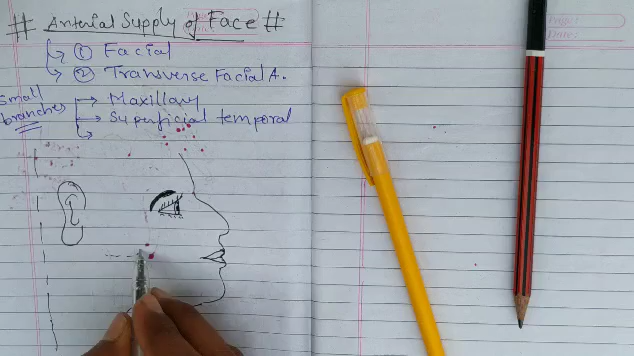 # Arterial Supply of Face #
① Facial
② Transverse Facial A.
Small branches
Maxillary
Superficial temporal